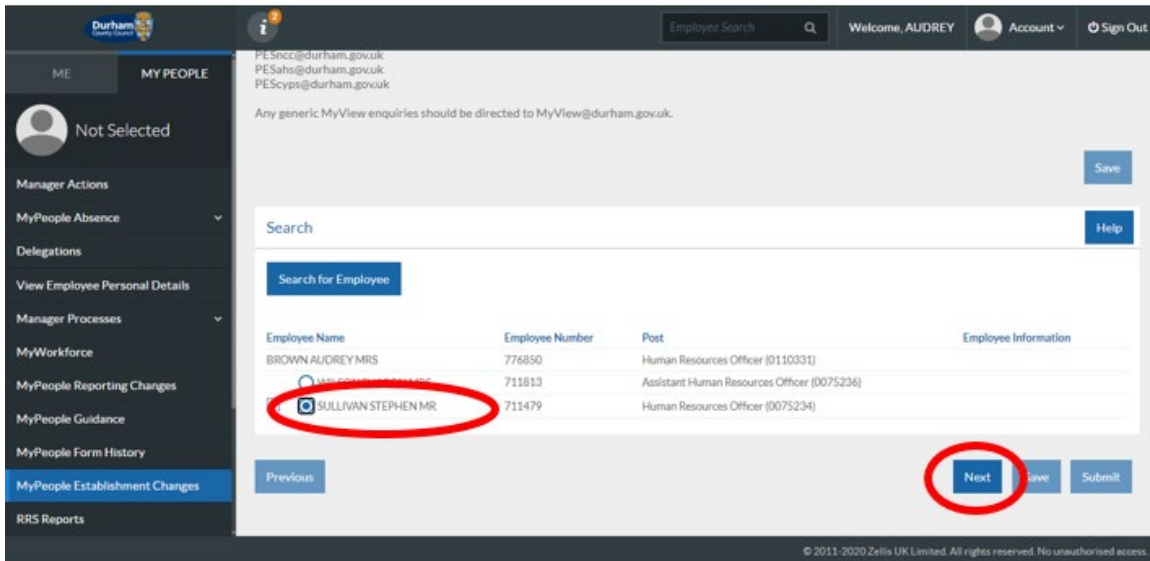 Durham
County Council
2
i
Employee Search
Welcome, AUDREY
Account
Sign Out
ME
MY PEOPLE
Not Selected
Manager Actions
MyPeople Absence
Delegations
View Employee Personal Details
Manager Processes
MyWorkforce
MyPeople Reporting Changes
MyPeople Guidance
MyPeople Form History
MyPeople Establishment Changes
RRS Reports
PESncc@durham.gov.uk
PESahs@durham.gov.uk
PEScyps@durham.gov.uk
Any generic MyView enquiries should be directed to MyView@durham.gov.uk.
Save
Search
Help
Search for Employee
Employee Name Employee Number Post Employee Information
BROWN AUDREY MRS 776850 Human Resources Officer (0110331)
711813 Assistant Human Resources Officer (0075236)
SULLIVAN STEPHEN MR 711479 Human Resources Officer (0075234)
Previous
Next
Save
Submit
© 2011-2020 Zellis UK Limited. All rights reserved. No unauthorised access.